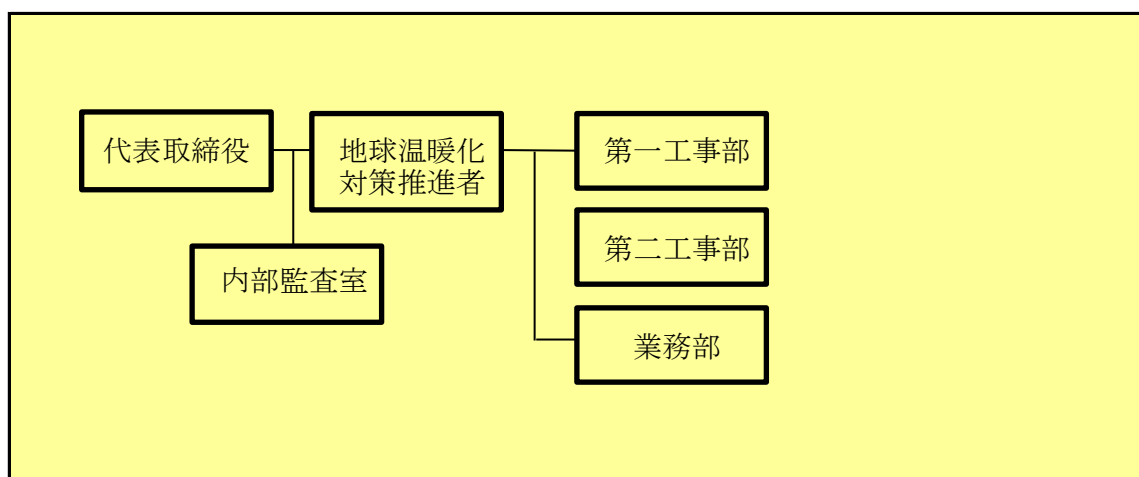 代表取締役
地球温暖化
対策推進者
第一工事部
第二工事部
内部監査室
業務部